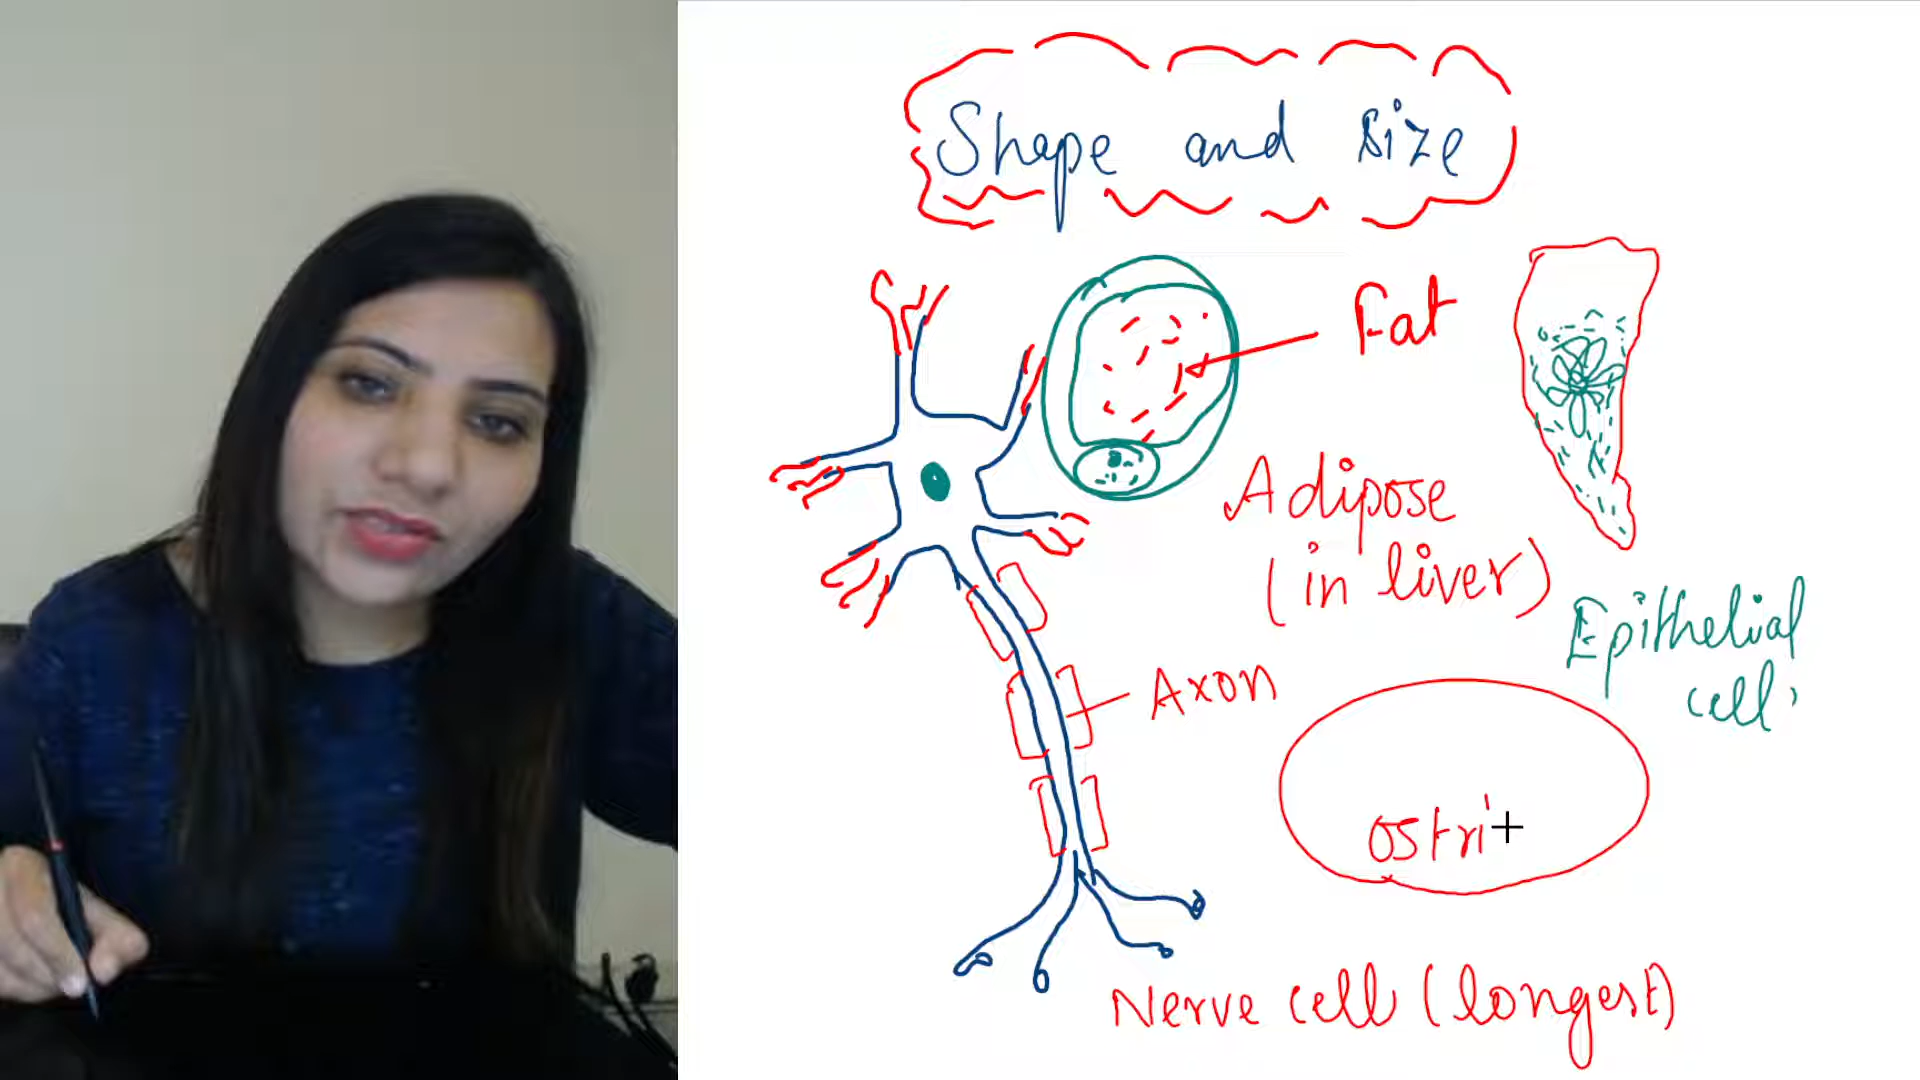 Shape and size
Fat
Adipose
(in liver)
Epithelial
cell
Axon
Ostri
Nerve cell (longest)